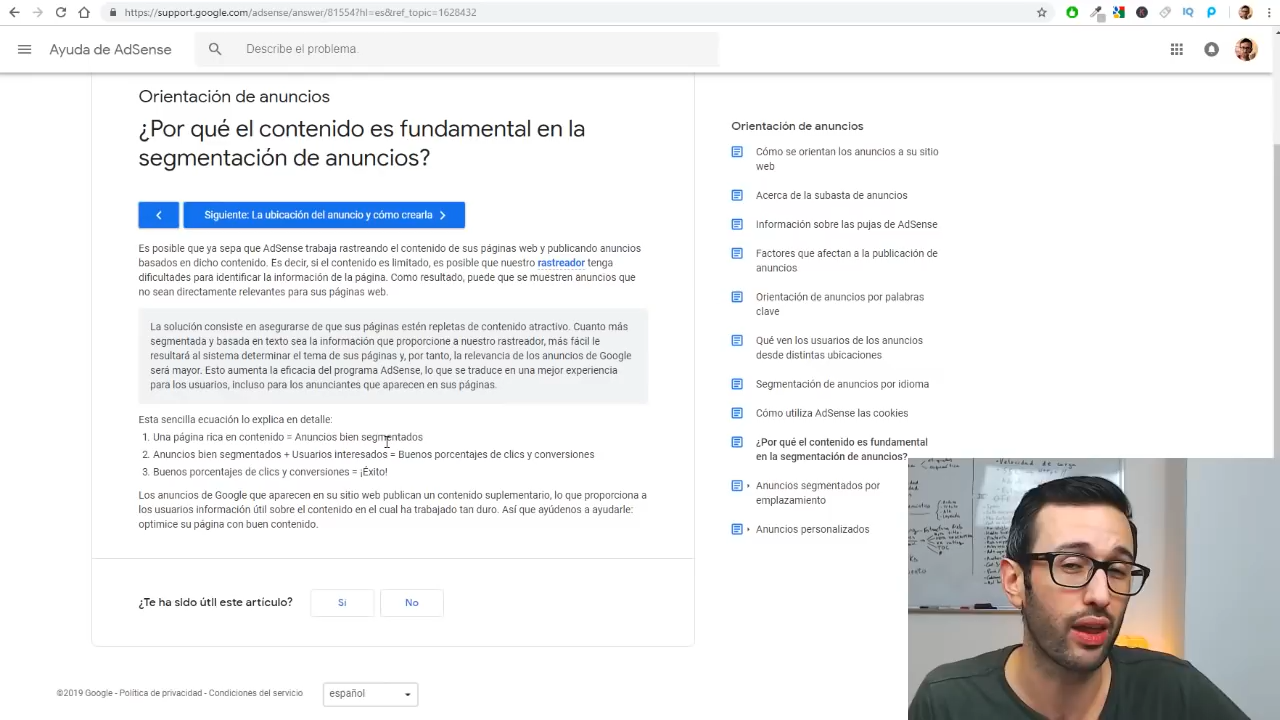 https://support.google.com/adsense/answer/81554?hl=es&ref_topic=1628432
Ayuda de AdSense
Describe el problema.
Orientación de anuncios
¿Por qué el contenido es fundamental en la
segmentación de anuncios?
Siguiente: La ubicación del anuncio y cómo crearla
Es posible que ya sepa que AdSense trabaja rastreando el contenido de sus páginas web y publicando anuncios
basados en dicho contenido. Es decir, si el contenido es limitado, es posible que nuestro rastreador tenga
dificultades para identificar la información de la página. Como resultado, puede que se muestren anuncios que
no sean directamente relevantes para sus páginas web.
La solución consiste en asegurarse de que sus páginas estén repletas de contenido atractivo. Cuanto más
segmentada y basada en texto sea la información que proporcione a nuestro rastreador, más fácil le
resultará al sistema determinar el tema de sus páginas y, por tanto, la relevancia de los anuncios de Google
será mayor. Esto aumenta la eficacia del programa AdSense, lo que se traduce en una mejor experiencia
para los usuarios, incluso para los anunciantes que aparecen en sus páginas.
Esta sencilla ecuación lo explica en detalle:
1. Una página rica en contenido = Anuncios bien segmentados
2. Anuncios bien segmentados + Usuarios interesados = Buenos porcentajes de clics y conversiones
3. Buenos porcentajes de clics y conversiones = ¡Éxito!
Los anuncios de Google que aparecen en su sitio web publican un contenido suplementario, lo que proporciona a
los usuarios información útil sobre el contenido en el cual ha trabajado tan duro. Así que ayúdenos a ayudarle:
optimice su página con buen contenido.
¿Te ha sido útil este artículo?
Si
No
©2019 Google - Política de privacidad - Condiciones del servicio
español
Orientación de anuncios
Cómo se orientan los anuncios a su sitio
web
Acerca de la subasta de anuncios
Información sobre las pujas de AdSense
Factores que afectan a la publicación de
anuncios
Orientación de anuncios por palabras
clave
Qué ven los usuarios de los anuncios
desde distintas ubicaciones
Segmentación de anuncios por idioma
Cómo utiliza AdSense las cookies
¿Por qué el contenido es fundamental
en la segmentación de anuncios?
Anuncios segmentados por
emplazamiento
Anuncios personalizados